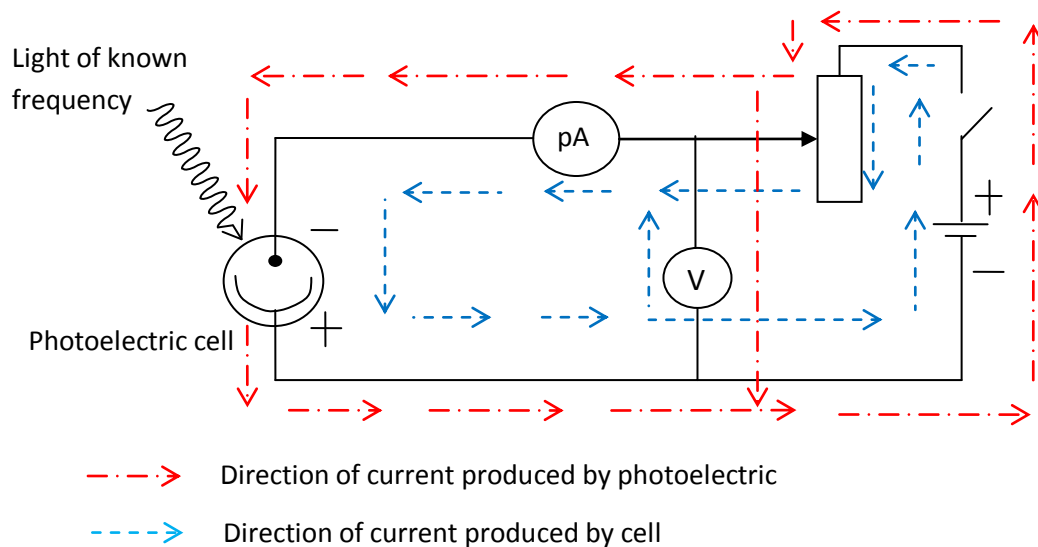 Light of known
frequency
pA
V
−
+
+
−
Photoelectric cell
Direction of current produced by photoelectric
Direction of current produced by cell